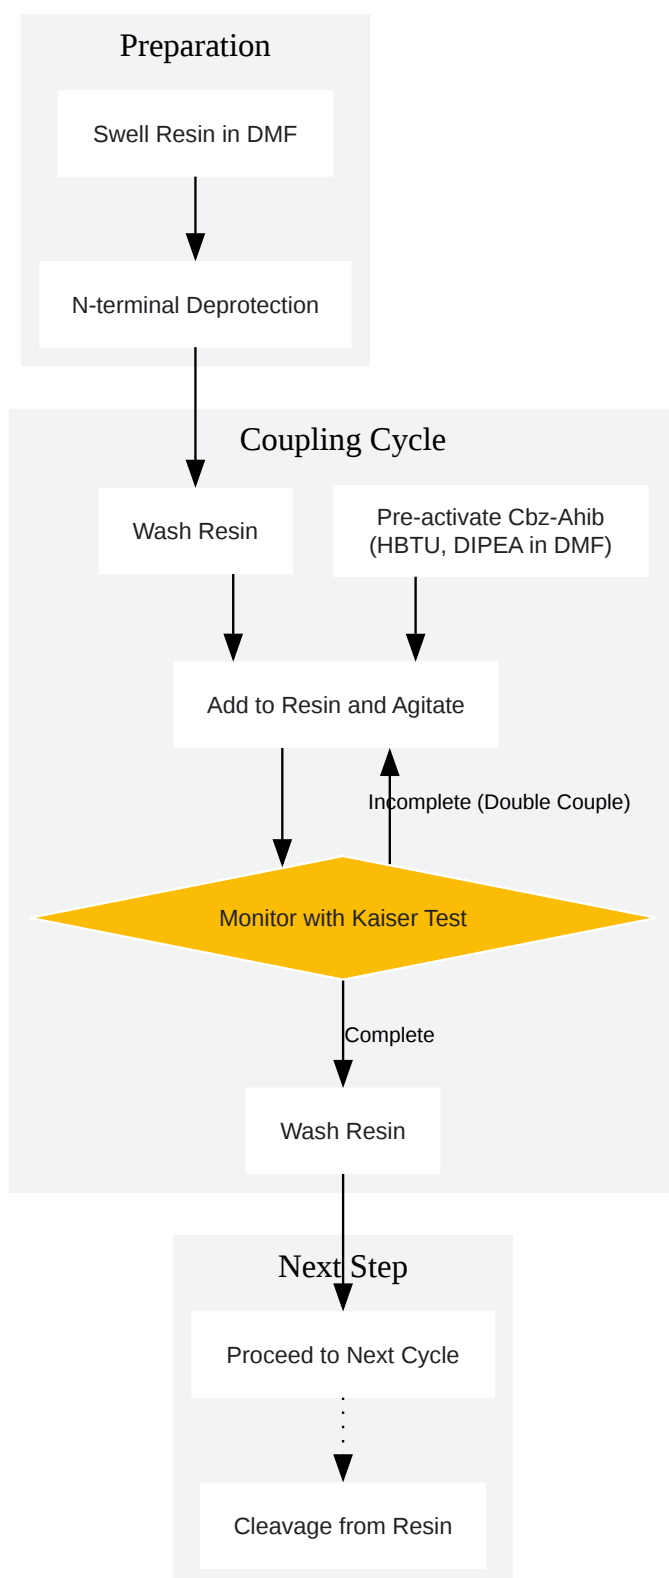 Preparation
Swell Resin in DMF
N-terminal Deprotection
Coupling Cycle
Wash Resin
Pre-activate Cbz-Ahib
(HBTU, DIPEA in DMF)
Add to Resin and Agitate
Incomplete (Double Couple)
Monitor with Kaiser Test
Complete
Wash Resin
Next Step
Proceed to Next Cycle
Cleavage from Resin